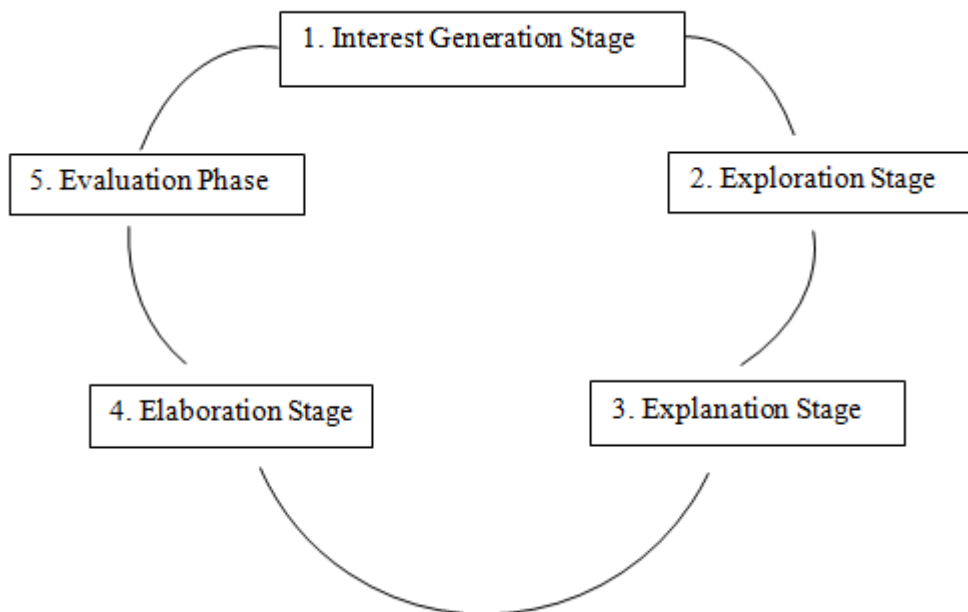 1. Interest Generation Stage
2. Exploration Stage
3. Explanation Stage
4. Elaboration Stage
5. Evaluation Phase